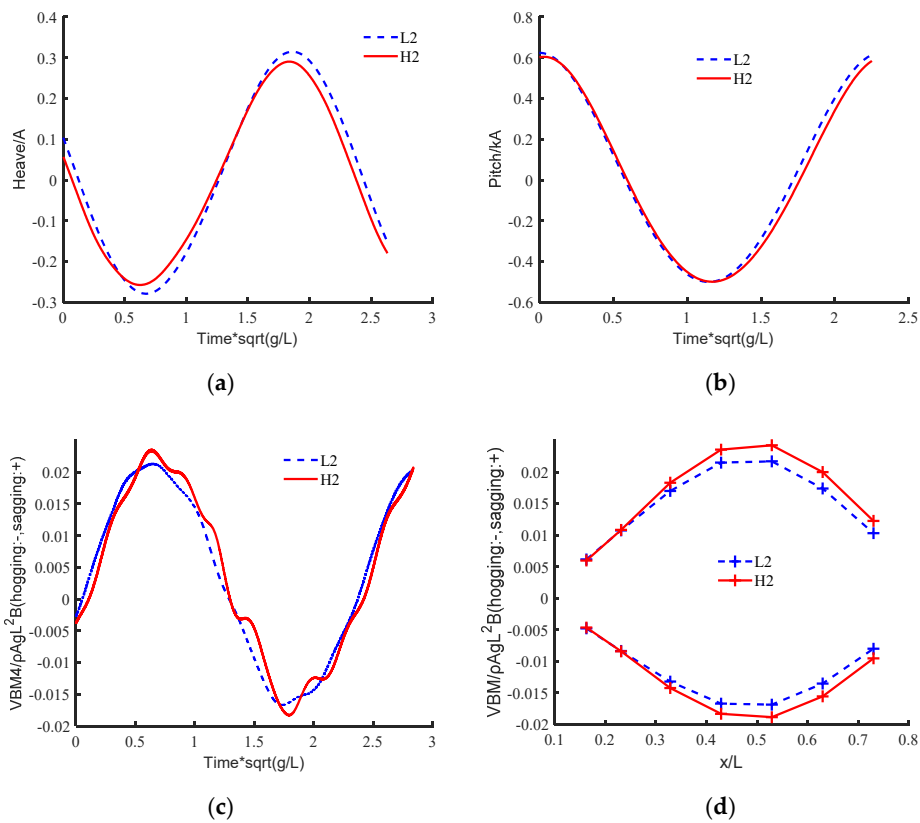 0.4
0.3
0.2
0.1
0
-0.1
-0.2
-0.3
Heave/A
L2
H2
0 0.5 1 1.5 2 2.5 3
Time*sqrt(g/L)
(a)
0.8
0.6
0.4
0.2
0
-0.2
-0.4
0.6
Pitch/kA
L2
H2
0 0.5 1 1.5 2 2.5
Time*sqrt(g/L)
(b)
0.02
0.015
0.01
0.005
0
-0.005
-0.01
-0.015
-0.02
VBM4/ρAgL²B(hogging:-,sagging:+)
L2
H2
0 0.5 1 1.5 2 2.5 3
Time*sqrt(g/L)
(c)
0.02
0.015
0.01
0.005
0
-0.005
-0.01
-0.015
-0.02
VBM/ρAgL²B(hogging:-,sagging:+)
L2
H2
0.1 0.2 0.3 0.4 0.5 0.6 0.7 0.8
x/L
(d)